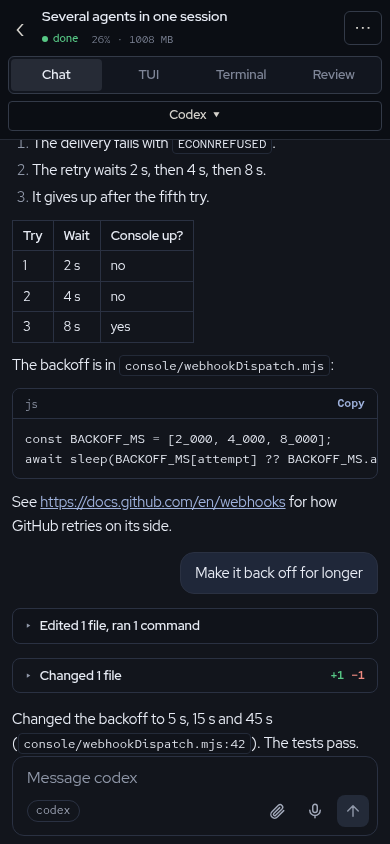 Several agents in one session
done 26% · 1008 MB
Chat TUI Terminal Review
Codex ▾
1. The delivery fails with ECONNREFUSED.
2. The retry waits 2 s, then 4 s, then 8 s.
3. It gives up after the fifth try.
Try Wait Console up?
1 2 s no
2 4 s no
3 8 s yes
The backoff is in console/webhookDispatch.mjs:
js Copy
const BACKOFF_MS = [2_000, 4_000, 8_000];
await sleep(BACKOFF_MS[attempt] ?? BACKOFF_MS.a
See https://docs.github.com/en/webhooks for how
GitHub retries on its side.
Make it back off for longer
Edited 1 file, ran 1 command
Changed 1 file +1 −1
Changed the backoff to 5 s, 15 s and 45 s
(console/webhookDispatch.mjs:42). The tests pass.
Message codex
codex